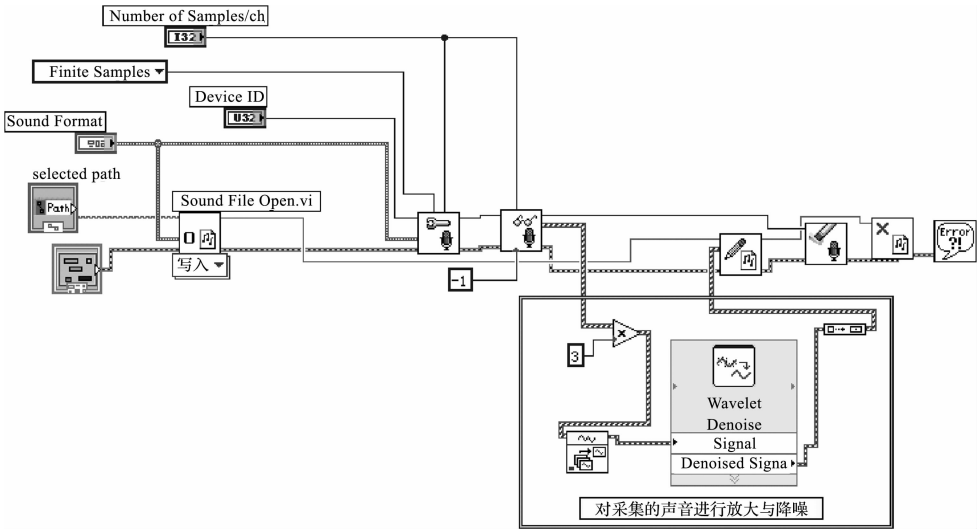 Number of Samples/ch
I32
Finite Samples
Device ID
U32
Sound Format
selected path
Path
Sound File Open.vi
写入
-1
Error
?!
3
Wavelet
Denoise
Signal
Denoised Signa
对采集的声音进行放大与降噪